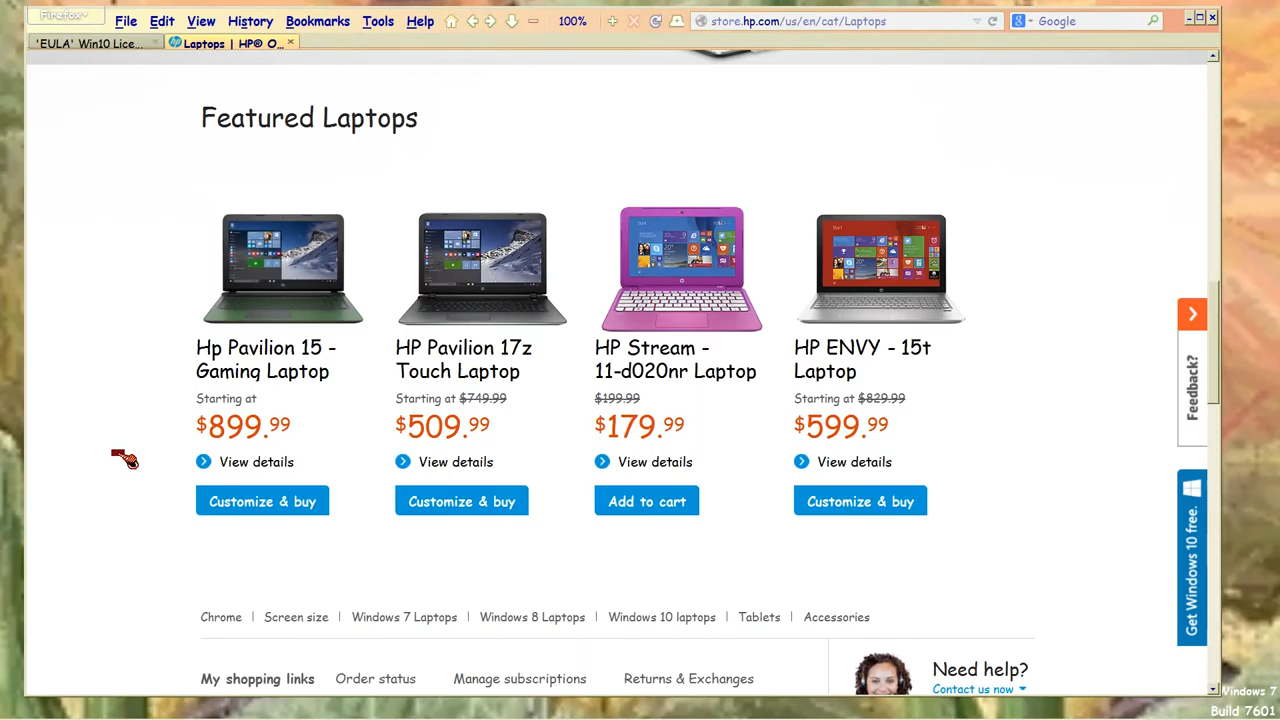 Firefox
File Edit View History Bookmarks Tools Help 100% store.hp.com/us/en/cat/Laptops Google
'EULA' Win10 Lice... Laptops | HP® O...
Featured Laptops
Hp Pavilion 15 -
Gaming Laptop
Starting at
$899.99
View details
Customize & buy
HP Pavilion 17z
Touch Laptop
Starting at $749.99
$509.99
View details
Customize & buy
HP Stream -
11-d020nr Laptop
$199.99
$179.99
View details
Add to cart
HP ENVY - 15t
Laptop
Starting at $829.99
$599.99
View details
Customize & buy
Feedback?
Get Windows 10 free.
Chrome | Screen size | Windows 7 Laptops | Windows 8 Laptops | Windows 10 laptops | Tablets | Accessories
My shopping links Order status Manage subscriptions Returns & Exchanges
Need help?
Contact us now
Windows 7
Build 7601